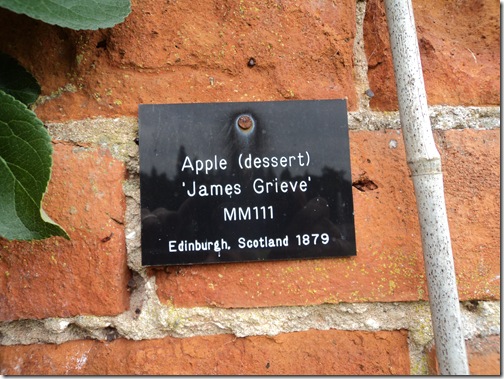 Apple (dessert)
'James Grieve'
MM111
Edinburgh, Scotland 1879